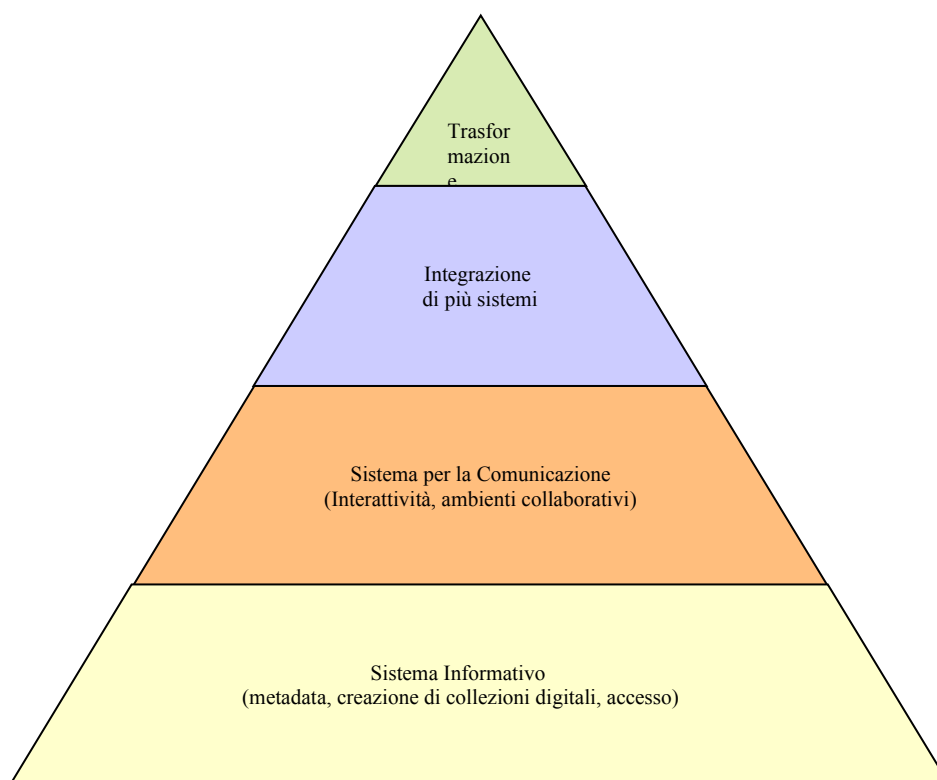 Trasfor
mazion
e
Integrazione
di più sistemi
Sistema per la Comunicazione
(Interattività, ambienti collaborativi)
Sistema Informativo
(metadata, creazione di collezioni digitali, accesso)